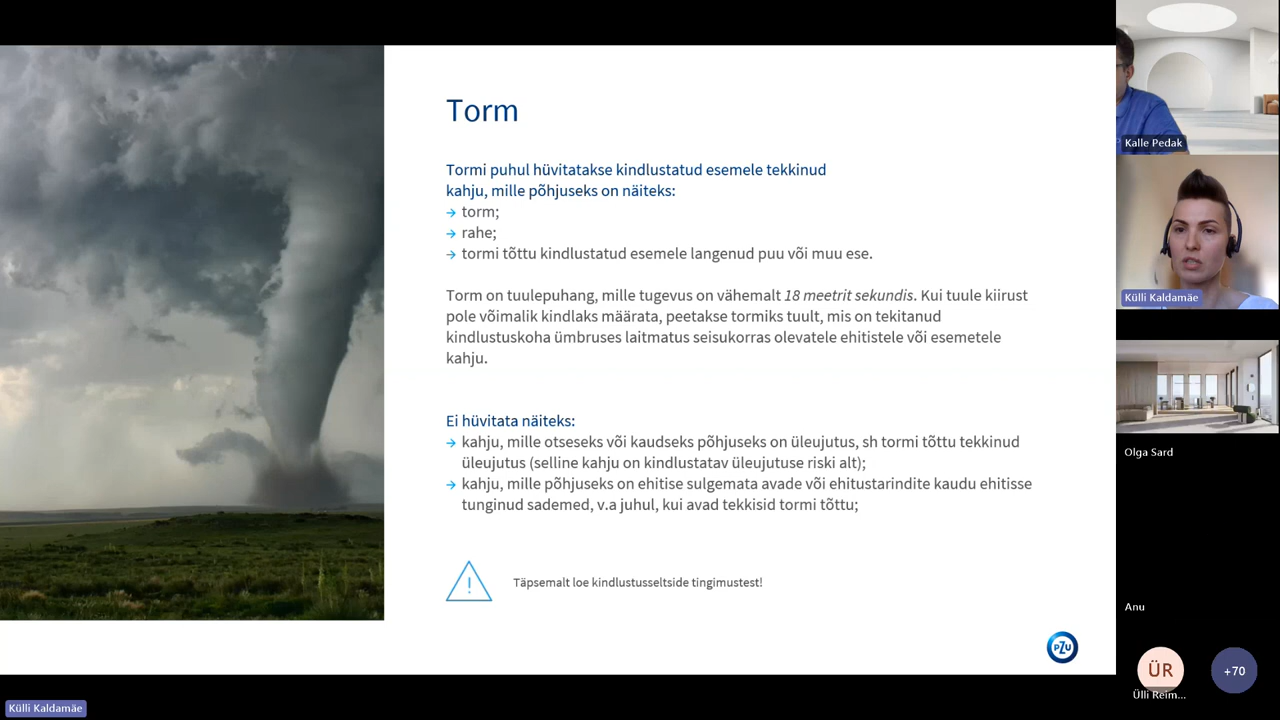 Torm
Tormi puhul hüvitatakse kindlustatud esemele tekkinud
kahju, mille põhjuseks on näiteks:
→ torm;
→ rahe;
→ tormi tõttu kindlustatud esemele langenud puu või muu ese.
Torm on tuulepuhang, mille tugevus on vähemalt 18 meetrit sekundis. Kui tuule kiirust
pole võimalik kindlaks määrata, peetakse tormiks tuult, mis on tekitanud
kindlustuskoha ümbruses laitmatus seisukorras olevatele ehitistele või esemetele
kahju.
Ei hüvitata näiteks:
→ kahju, mille otseseks või kaudseks põhjuseks on üleujutus, sh tormi tõttu tekkinud
üleujutus (selline kahju on kindlustatav üleujutuse riski alt);
→ kahju, mille põhjuseks on ehitise sulgemata avade või ehitustarindite kaudu ehitisse
tunginud sademed, v.a juhul, kui avad tekkisid tormi tõttu;
!
Täpsemalt loe kindlustusseltside tingimustest!
PZU
Külli Kaldamäe
Kalle Pedak
Külli Kaldamäe
Olga Sard
Anu
ÜR
Ülli Reim...
+70